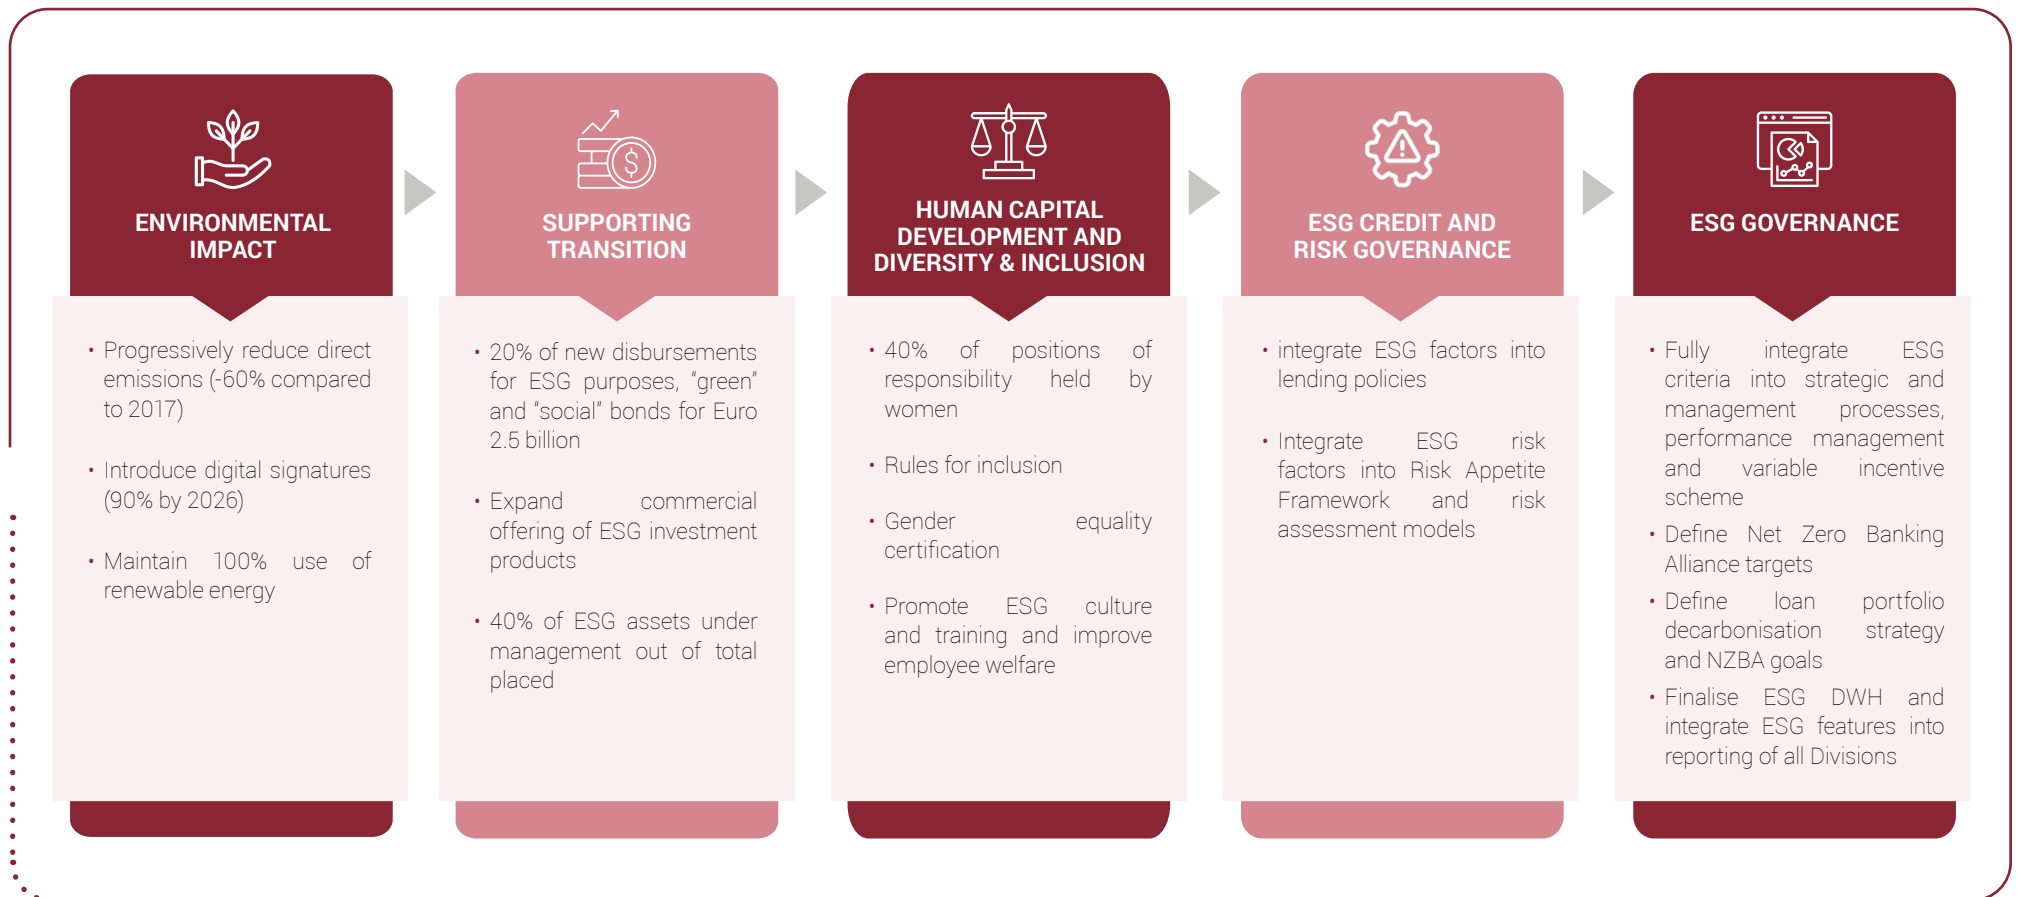 ENVIRONMENTAL
IMPACT
• Progressively reduce direct
emissions (-60% compared
to 2017)
• Introduce digital signatures
(90% by 2026)
• Maintain 100% use of
renewable energy
SUPPORTING
TRANSITION
• 20% of new disbursements
for ESG purposes, “green”
and “social” bonds for Euro
2.5 billion
• Expand commercial
offering of ESG investment
products
• 40% of ESG assets under
management out of total
placed
HUMAN CAPITAL
DEVELOPMENT AND
DIVERSITY & INCLUSION
• 40% of positions of
responsibility held by
women
• Rules for inclusion
• Gender equality
certification
• Promote ESG culture
and training and improve
employee welfare
ESG CREDIT AND
RISK GOVERNANCE
• integrate ESG factors into
lending policies
• Integrate ESG risk
factors into Risk Appetite
Framework and risk
assessment models
ESG GOVERNANCE
• Fully integrate ESG
criteria into strategic and
management processes,
performance management
and variable incentive
scheme
• Define Net Zero Banking
Alliance targets
• Define loan portfolio
decarbonisation strategy
and NZBA goals
• Finalise ESG DWH and
integrate ESG features into
reporting of all Divisions